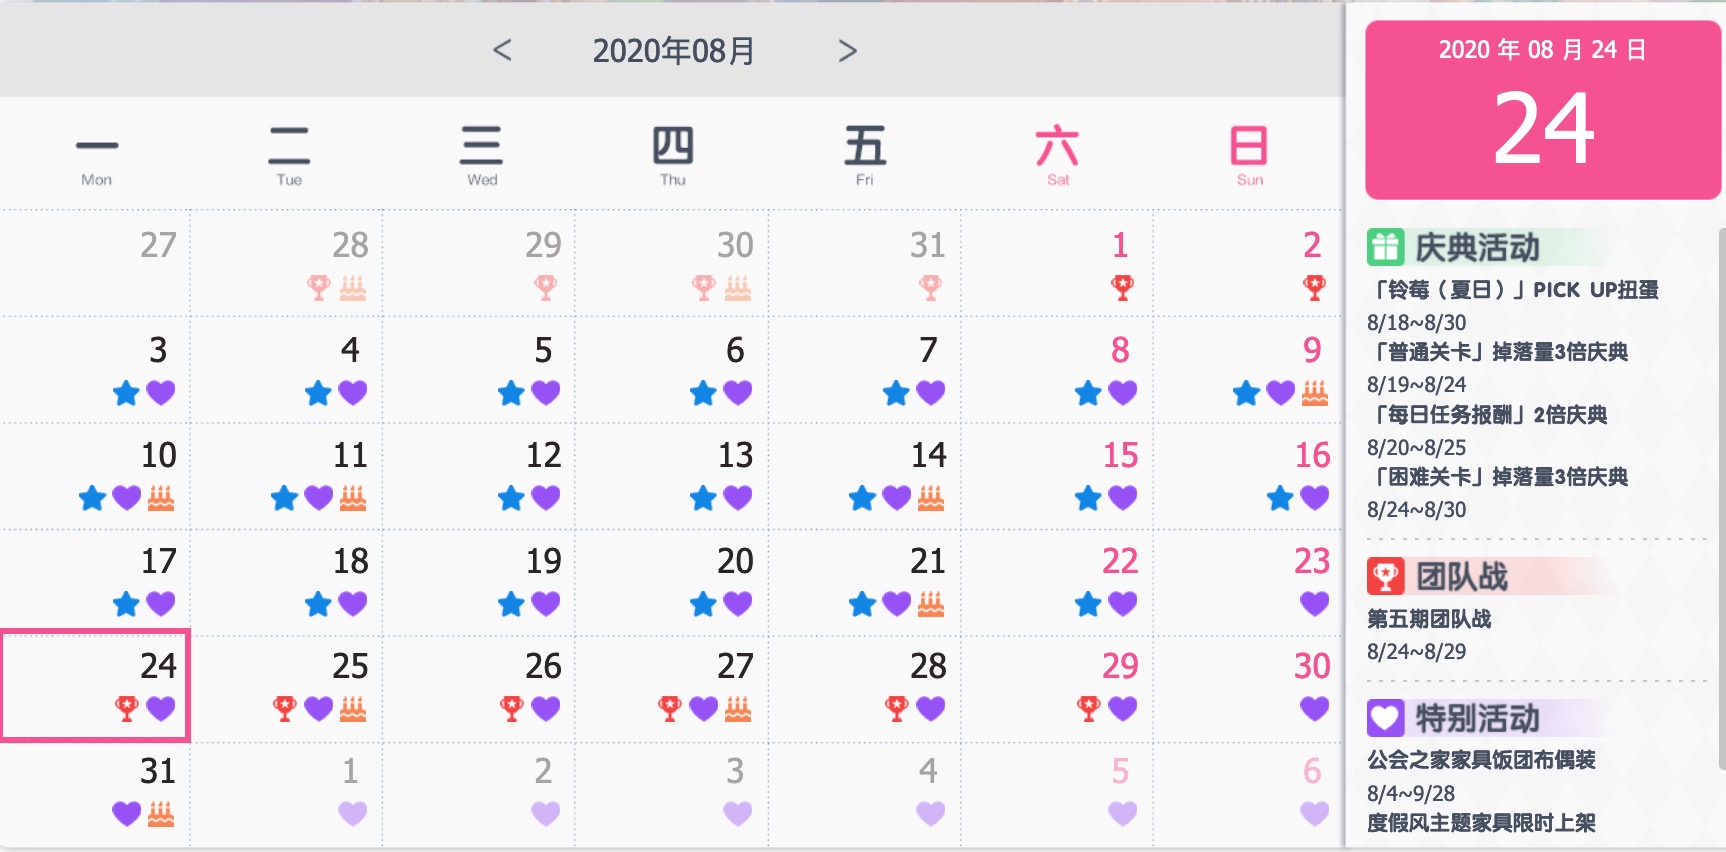 < 2020年08月 >
一 二 三 四 五 六 日
Mon Tue Wed Thu Fri Sat Sun
27 28 29 30 31 1 2
3 4 5 6 7 8 9
10 11 12 13 14 15 16
17 18 19 20 21 22 23
24 25 26 27 28 29 30
31 1 2 3 4 5 6
2020 年 08 月 24 日
24
庆典活动
「铃莓（夏日）」PICK UP扭蛋
8/18~8/30
「普通关卡」掉落量3倍庆典
8/19~8/24
「每日任务报酬」2倍庆典
8/20~8/25
「困难关卡」掉落量3倍庆典
8/24~8/30
团队战
第五期团队战
8/24~8/29
特别活动
公会之家家具饭团布偶装
8/4~9/28
度假风主题家具限时上架